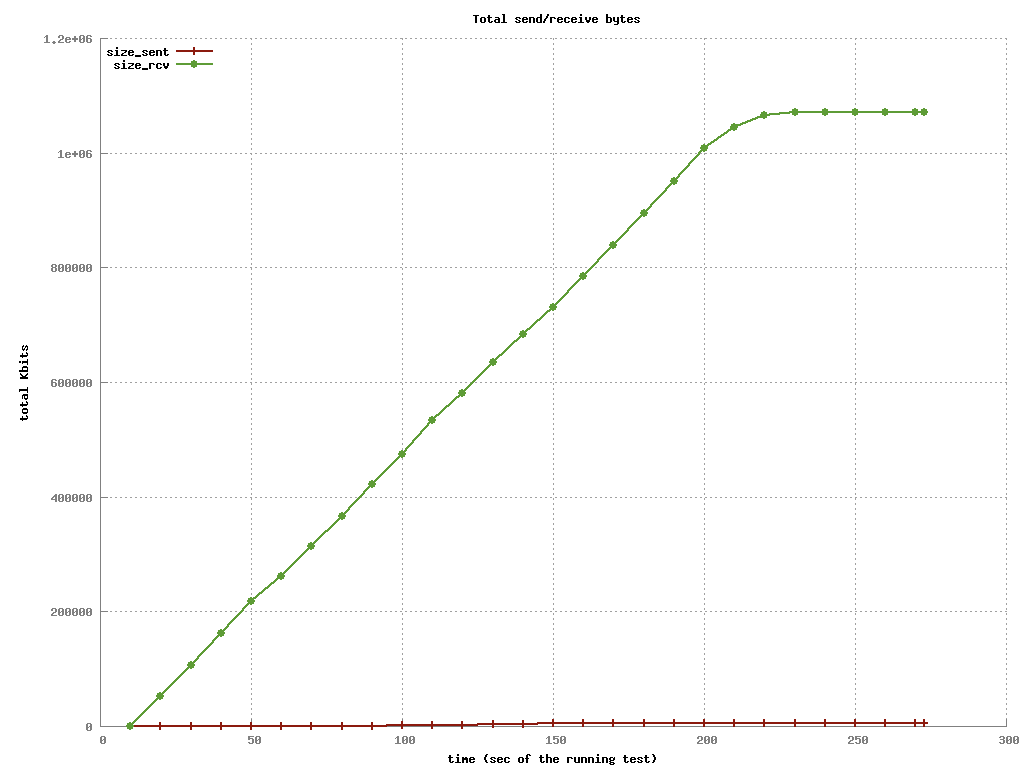 Total send/receive bytes
size_sent
size_rcv
1.2e+06
1e+06
800000
600000
400000
200000
0
total Kbits
0 50 100 150 200 250 300
time (sec of the running test)